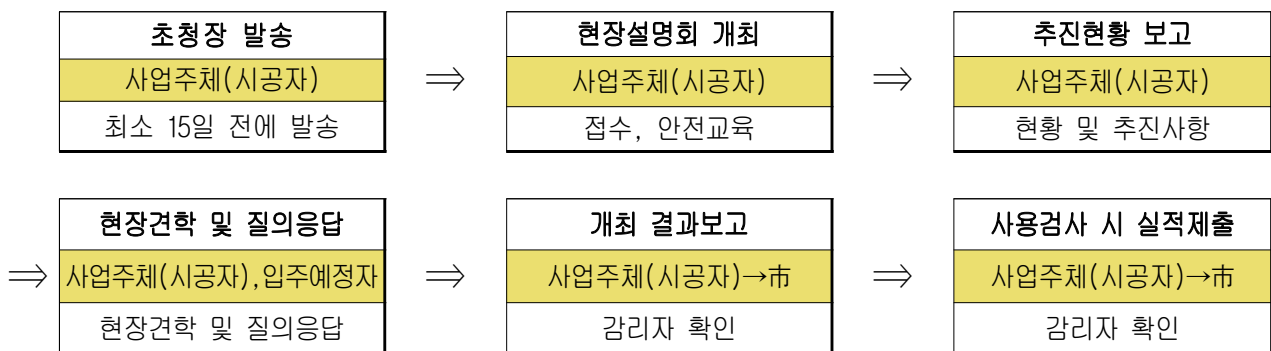 초청장 발송
사업주체(시공자)
최소 15일 전에 발송
⇒
현장설명회 개최
사업주체(시공자)
접수, 안전교육
⇒
추진현황 보고
사업주체(시공자)
현황 및 추진사항
⇒
현장견학 및 질의응답
사업주체(시공자),입주예정자
현장견학 및 질의응답
⇒
개최 결과보고
사업주체(시공자)→市
감리자 확인
⇒
사용검사 시 실적제출
사업주체(시공자)→市
감리자 확인